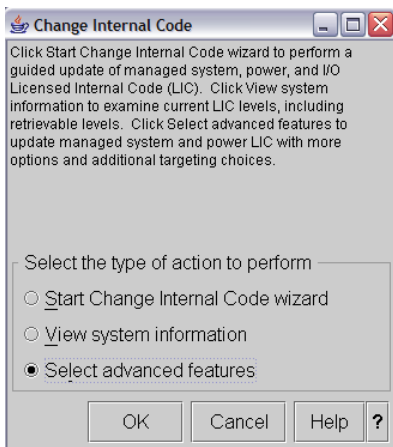 Change Internal Code
Click Start Change Internal Code wizard to perform a
guided update of managed system, power, and I/O
Licensed Internal Code (LIC).  Click View system
information to examine current LIC levels, including
retrievable levels.  Click Select advanced features to
update managed system and power LIC with more
options and additional targeting choices.
Select the type of action to perform
Start Change Internal Code wizard
View system information
Select advanced features
OK Cancel Help ?